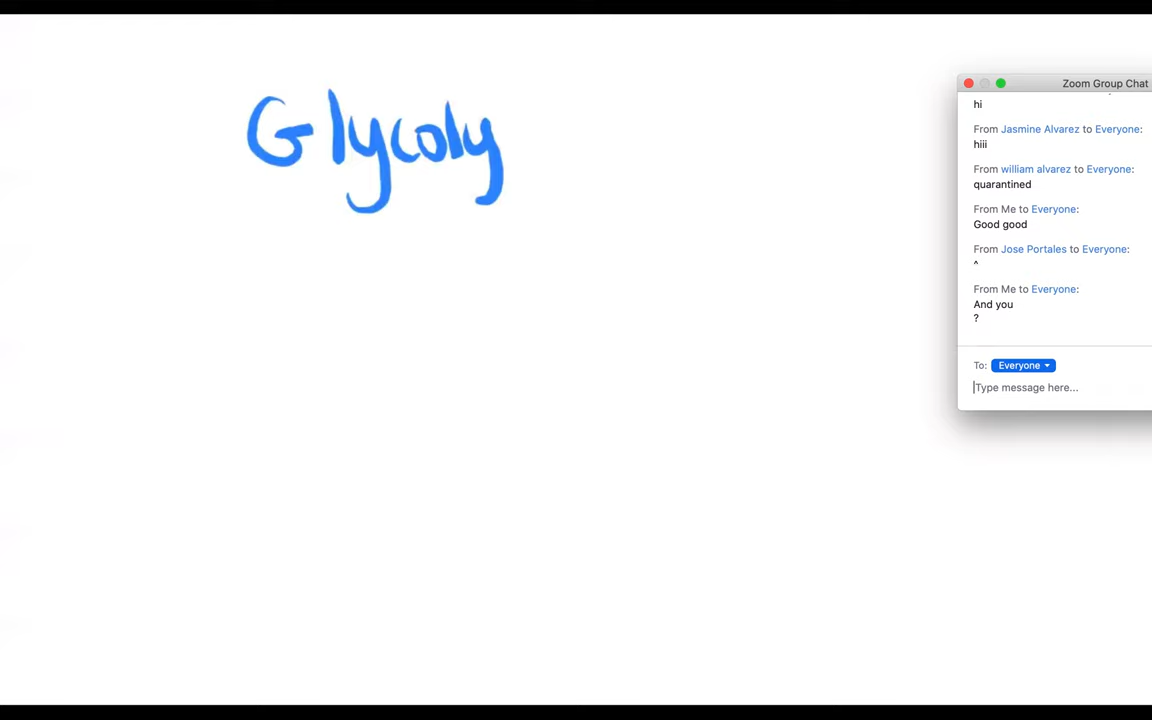 Glycoly
Zoom Group Chat
hi
From Jasmine Alvarez to Everyone:
hiii
From william alvarez to Everyone:
quarantined
From Me to Everyone:
Good good
From Jose Portales to Everyone:
^
From Me to Everyone:
And you
?
To: Everyone
Type message here...